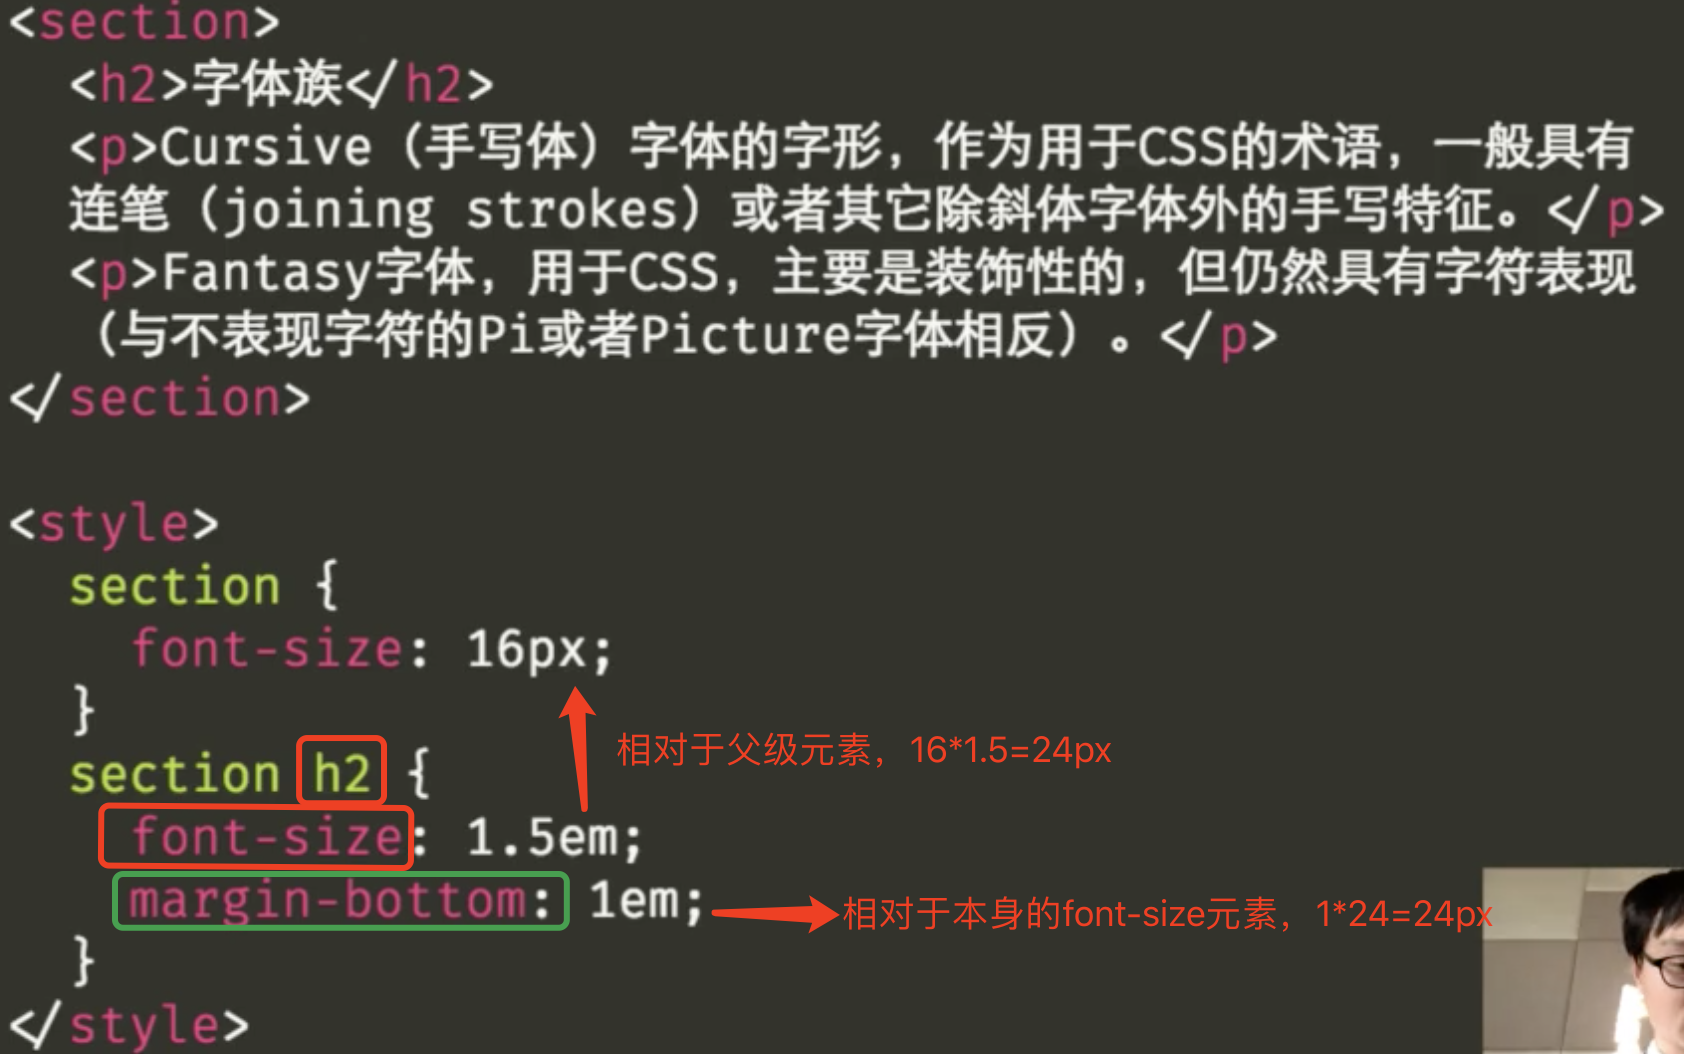 <section>
<h2>字体族</h2>
<p>Cursive（手写体）字体的字形，作为用于CSS的术语，一般具有
连笔（joining strokes）或者其它除斜体字体外的手写特征。</p>
<p>Fantasy字体，用于CSS，主要是装饰性的，但仍然具有字符表现
（与不表现字符的Pi或者Picture字体相反）。</p>
</section>
<style>
section {
font-size: 16px;
}
相对于父级元素，16*1.5=24px
section h2 {
font-size: 1.5em;
margin-bottom: 1em;
相对于本身的font-size元素，1*24=24px
}
</style>